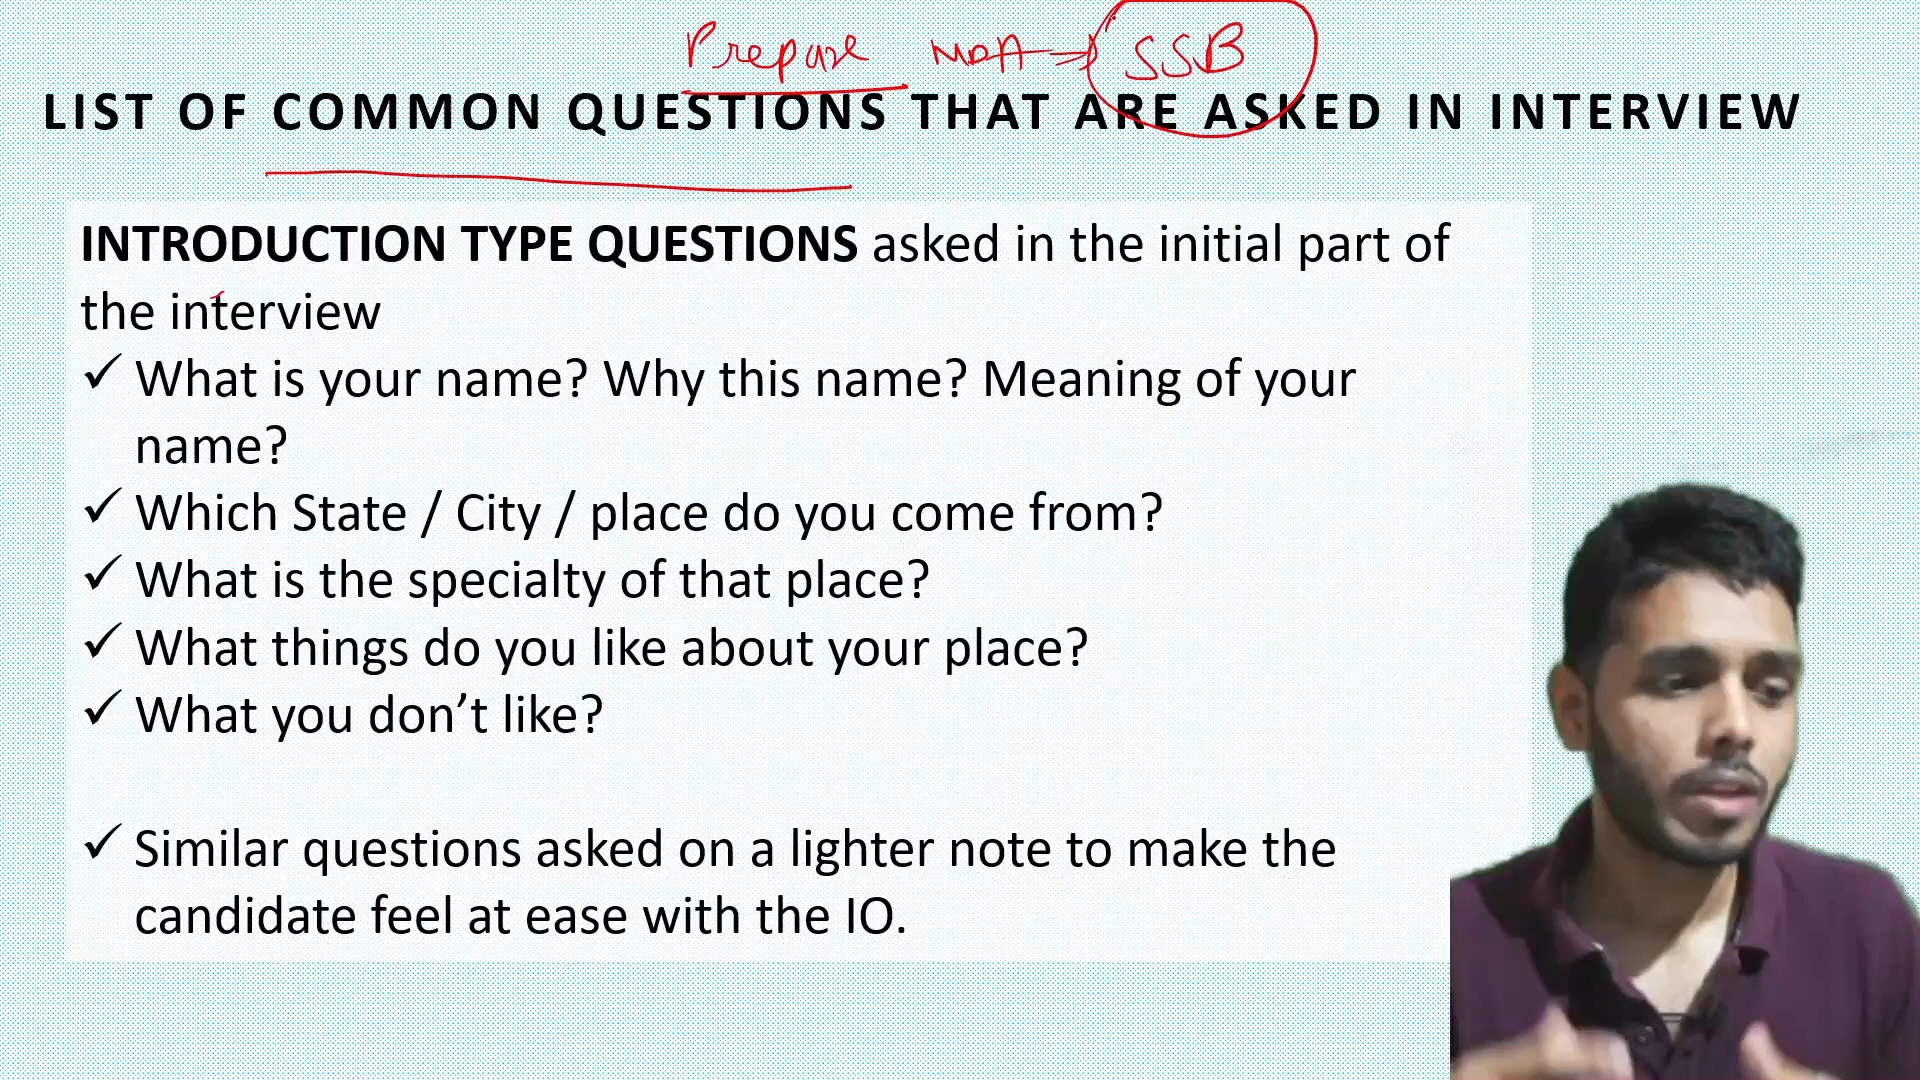 Prepare NDA → SSB
LIST OF COMMON QUESTIONS THAT ARE ASKED IN INTERVIEW
INTRODUCTION TYPE QUESTIONS asked in the initial part of
the interview
✓ What is your name? Why this name? Meaning of your
name?
✓ Which State / City / place do you come from?
✓ What is the specialty of that place?
✓ What things do you like about your place?
✓ What you don’t like?
✓ Similar questions asked on a lighter note to make the
candidate feel at ease with the IO.